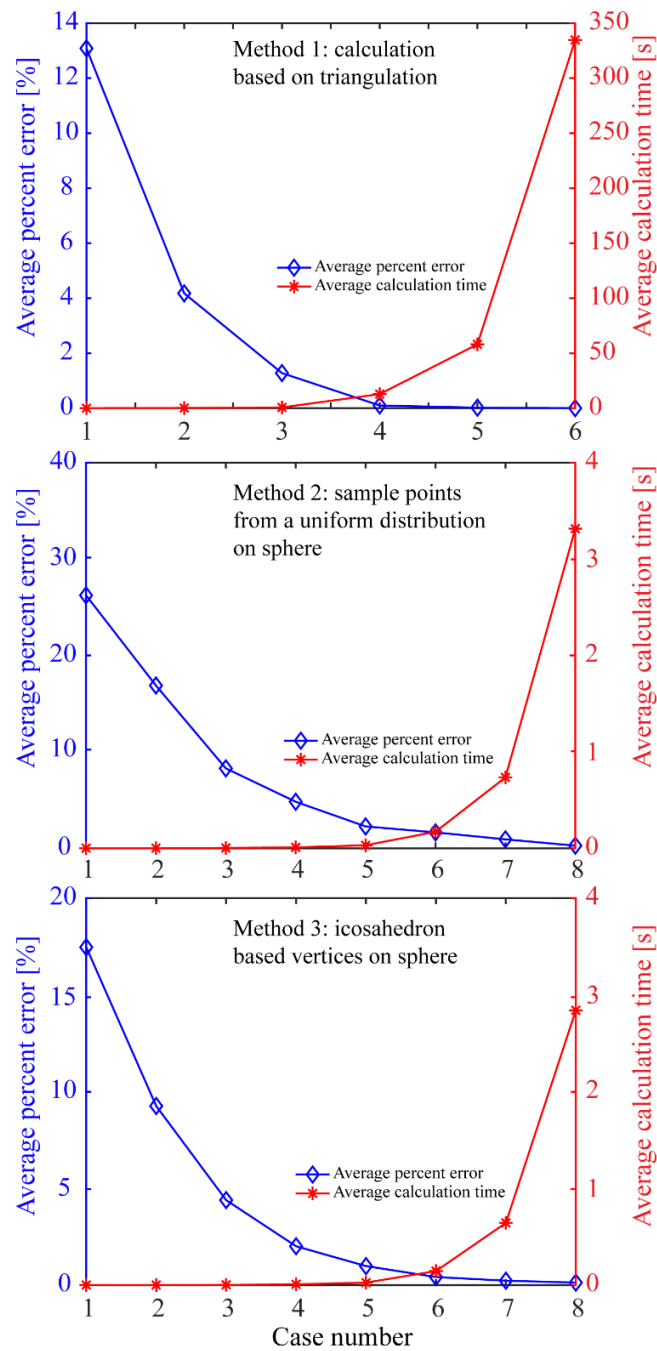 Average percent error [%]
14
12
10
8
6
4
2
0
Method 1: calculation
based on triangulation
Average percent error
Average calculation time
350
300
250
200
150
100
50
0
Average calculation time [s]
1 2 3 4 5 6
Average percent error [%]
40
30
20
10
0
Method 2: sample points
from a uniform distribution
on sphere
Average percent error
Average calculation time
4
3
2
1
0
Average calculation time [s]
1 2 3 4 5 6 7 8
Average percent error [%]
20
15
10
5
0
Method 3: icosahedron
based vertices on sphere
Average percent error
Average calculation time
4
3
2
1
0
Average calculation time [s]
1 2 3 4 5 6 7 8
Case number